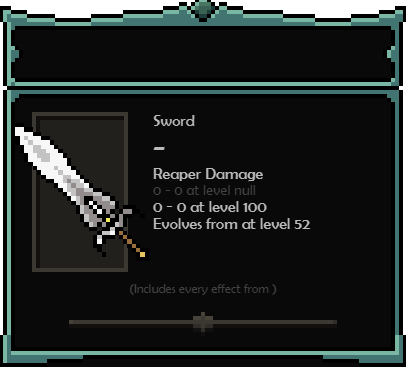 Sword
–
Reaper Damage
0 - 0 at level null
0 - 0 at level 100
Evolves from at level 52
(Includes every effect from )